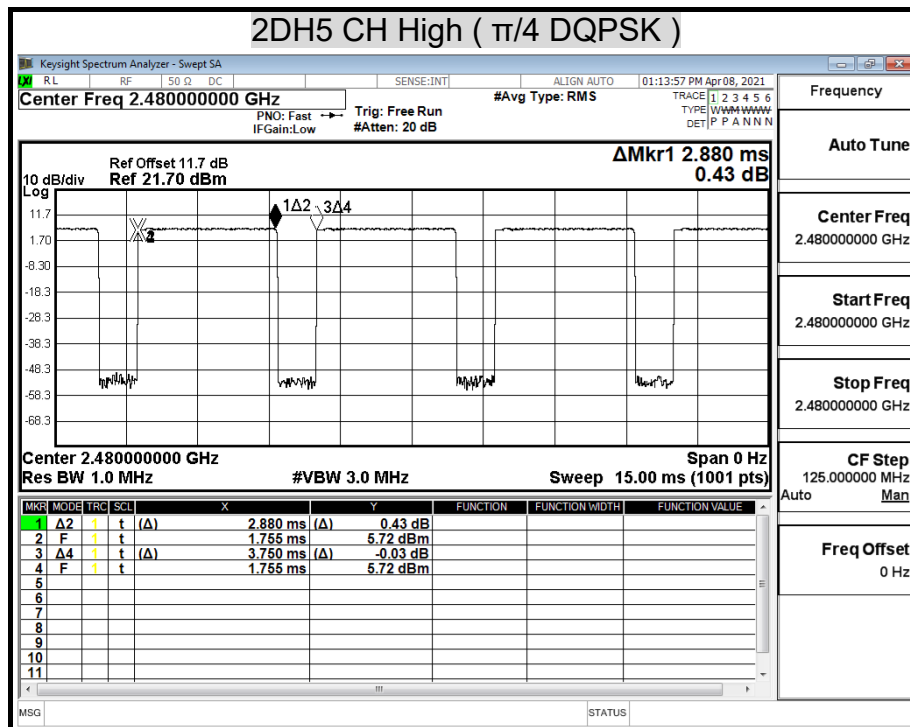 2DH5 CH High ( π/4 DQPSK )
Keysight Spectrum Analyzer - Swept SA
LXI RL RF 50 Ω DC SENSE:INT ALIGN AUTO 01:13:57 PM Apr 08, 2021
Center Freq 2.480000000 GHz
PNO: Fast
IFGain:Low
Trig: Free Run
#Atten: 20 dB
#Avg Type: RMS
TRACE 1 2 3 4 5 6
TYPE WWMWWWW
DET P P A N N N
Frequency
Auto Tune
Center Freq
2.480000000 GHz
Start Freq
2.480000000 GHz
Stop Freq
2.480000000 GHz
CF Step
125.000000 MHz
Auto Man
Freq Offset
0 Hz
ΔMkr1 2.880 ms
0.43 dB
Ref Offset 11.7 dB
10 dB/div Ref 21.70 dBm
Log
11.7
1.70
-8.30
-18.3
-28.3
-38.3
-48.3
-58.3
-68.3
1Δ2 3Δ4
2
Center 2.480000000 GHz Span 0 Hz
Res BW 1.0 MHz #VBW 3.0 MHz Sweep 15.00 ms (1001 pts)
MKR MODE TRC SCL X Y FUNCTION FUNCTION WIDTH FUNCTION VALUE
1 Δ2 1 t (Δ) 2.880 ms (Δ) 0.43 dB
2 F 1 t 1.755 ms 5.72 dBm
3 Δ4 1 t (Δ) 3.750 ms (Δ) -0.03 dB
4 F 1 t 1.755 ms 5.72 dBm
5
6
7
8
9
10
11
MSG STATUS